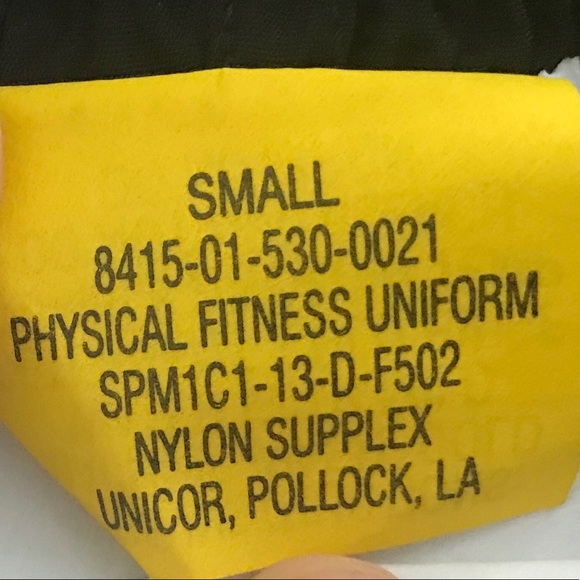 SMALL
8415-01-530-0021
PHYSICAL FITNESS UNIFORM
SPM1C1-13-D-F502
NYLON SUPPLEX
UNICOR, POLLOCK, LA